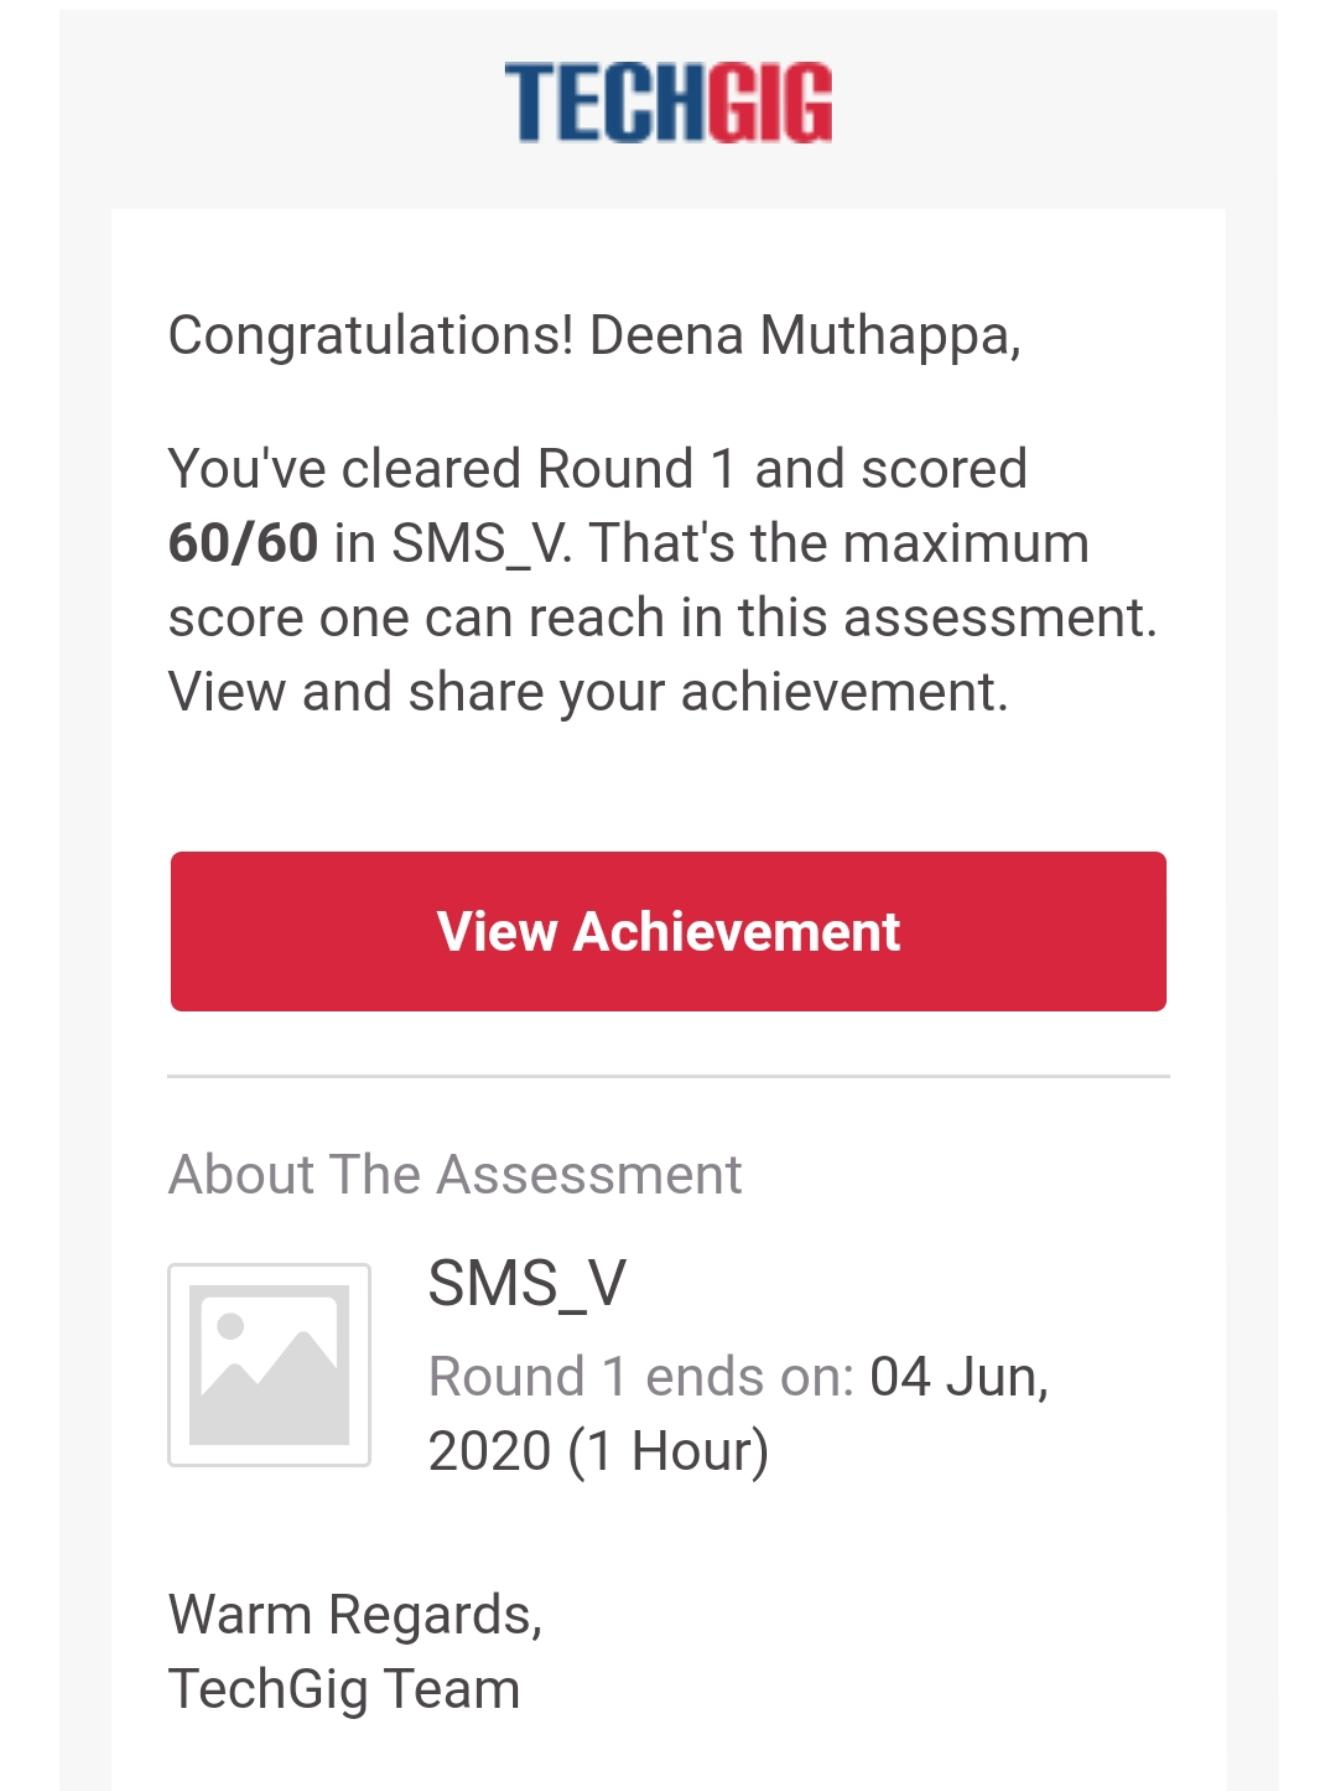 TECHGIG
Congratulations! Deena Muthappa,
You've cleared Round 1 and scored
60/60 in SMS_V. That's the maximum
score one can reach in this assessment.
View and share your achievement.
View Achievement
About The Assessment
SMS_V
Round 1 ends on: 04 Jun,
2020 (1 Hour)
Warm Regards,
TechGig Team